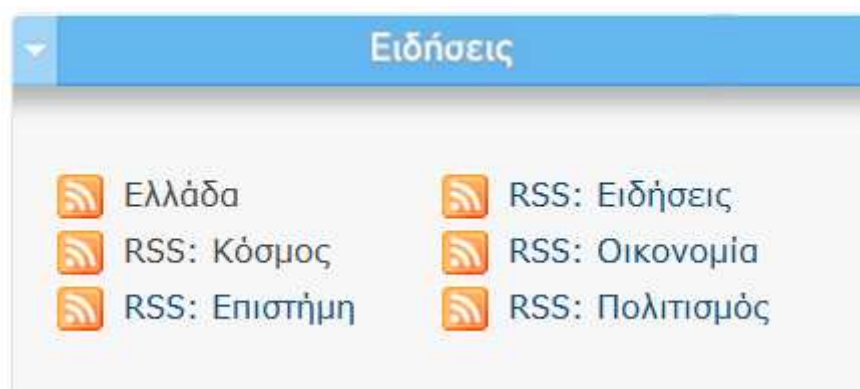 Ειδήσεις
Ελλάδα
RSS: Ειδήσεις
RSS: Κόσμος
RSS: Οικονομία
RSS: Επιστήμη
RSS: Πολιτισμός